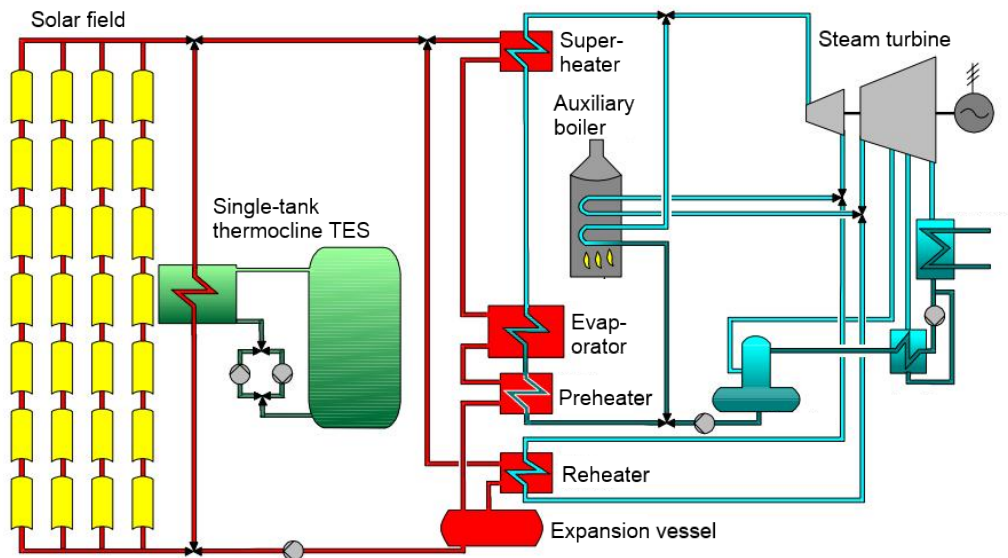 Solar field
Super-
heater
Steam turbine
Auxiliary
boiler
Single-tank
thermocline TES
Evap-
orator
Preheater
Reheater
Expansion vessel